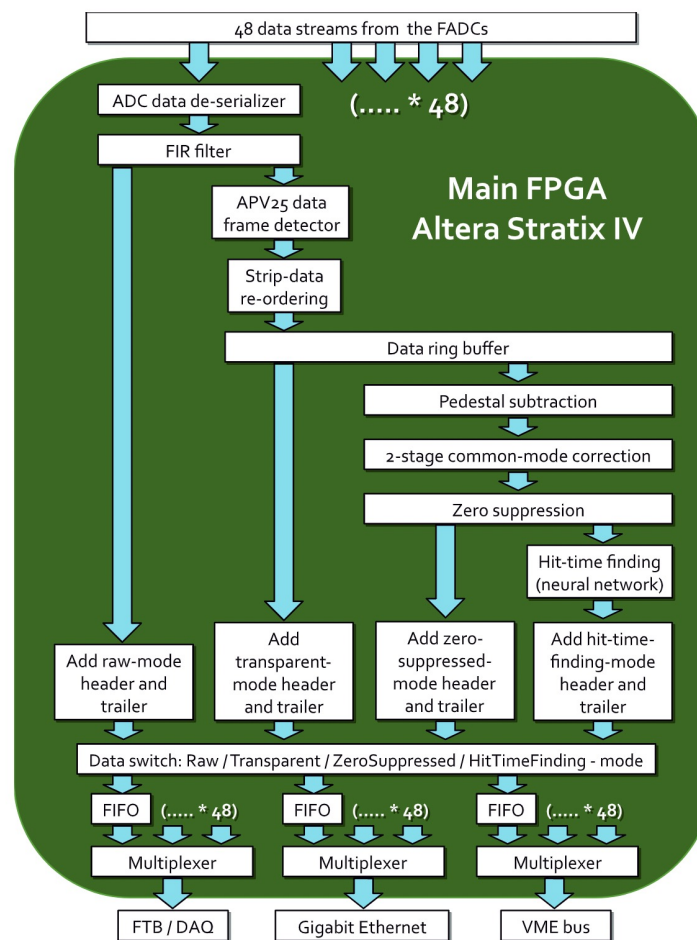 48 data streams from the FADCs
ADC data de-serializer
(..... * 48)
FIR filter
Main FPGA
Altera Stratix IV
APV25 data
frame detector
Strip-data
re-ordering
Data ring buffer
Pedestal subtraction
2-stage common-mode correction
Zero suppression
Hit-time finding
(neural network)
Add raw-mode
header and
trailer
Add
transparent-
mode header
and trailer
Add zero-
suppressed-
mode header
and trailer
Add hit-time-
finding-mode
header and
trailer
Data switch: Raw / Transparent / ZeroSuppressed / HitTimeFinding - mode
FIFO
(..... * 48)
FIFO
(..... * 48)
FIFO
(..... * 48)
Multiplexer
Multiplexer
Multiplexer
FTB / DAQ
Gigabit Ethernet
VME bus